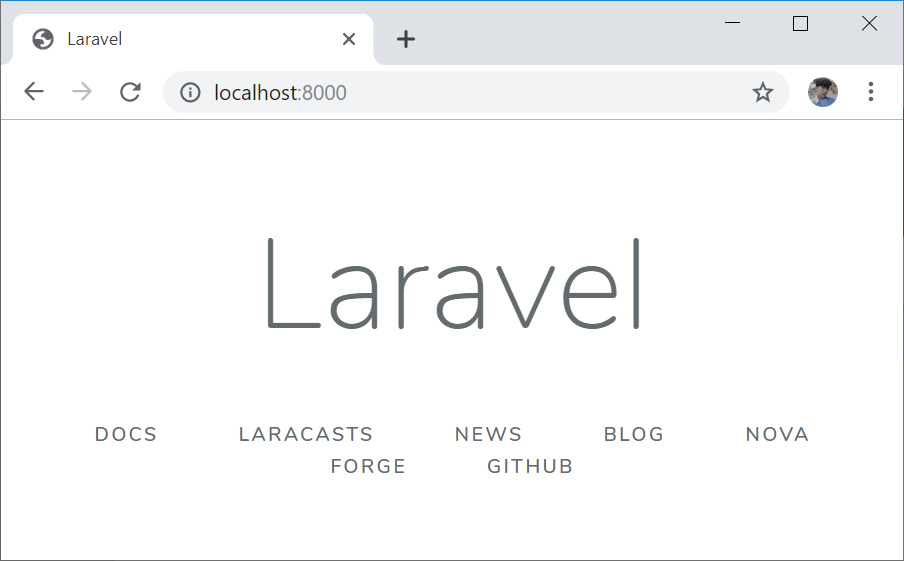 Laravel
localhost:8000
Laravel
DOCS LARACASTS NEWS BLOG NOVA
FORGE GITHUB